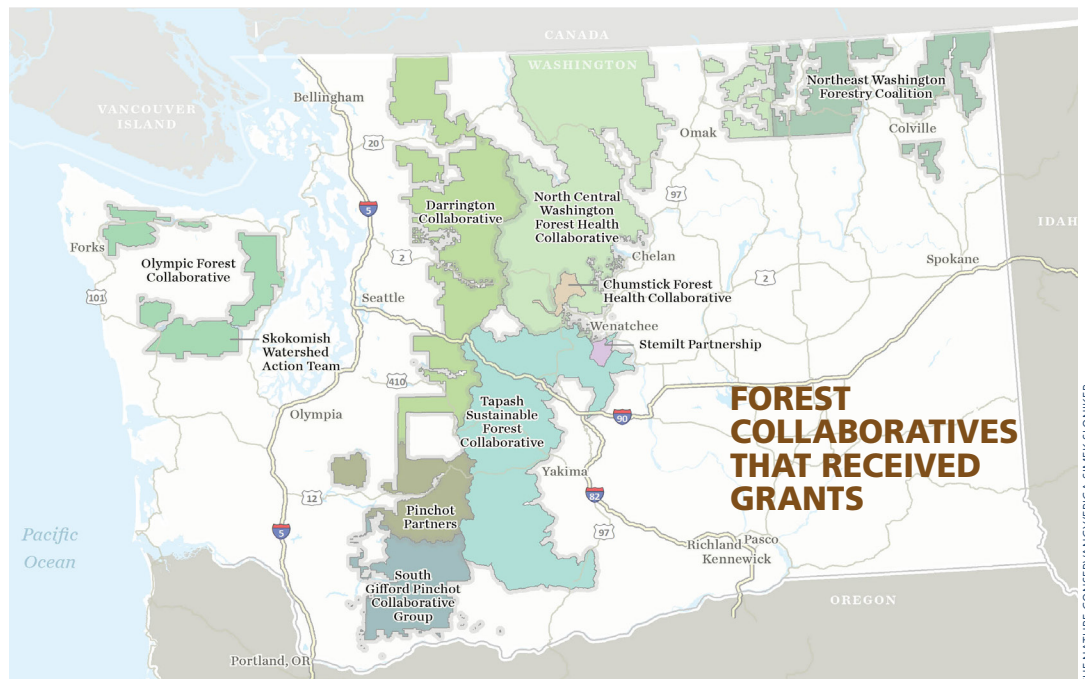 CANADA
WASHINGTON
VANCOUVER
ISLAND
Bellingham
20
Omak
Northeast Washington
Forestry Coalition
Colville
97
5
Darrington
Collaborative
North Central
Washington
Forest Health
Collaborative
IDAH
Forks
Olympic Forest
Collaborative
2
Chelan
Spokane
101
Seattle
Chumstick Forest
Health Collaborative
2
Wenatchee
Skokomish
Watershed
Action Team
Stemilt Partnership
410
Olympia
Tapash
Sustainable
Forest
Collaborative
90
FOREST
COLLABORATIVES
THAT RECEIVED
GRANTS
Yakima
12
82
Pinchot
Partners
5
97
Pacific
Ocean
Richland
Pasco
Kennewick
South
Gifford Pinchot
Collaborative
Group
OREGON
Portland, OR